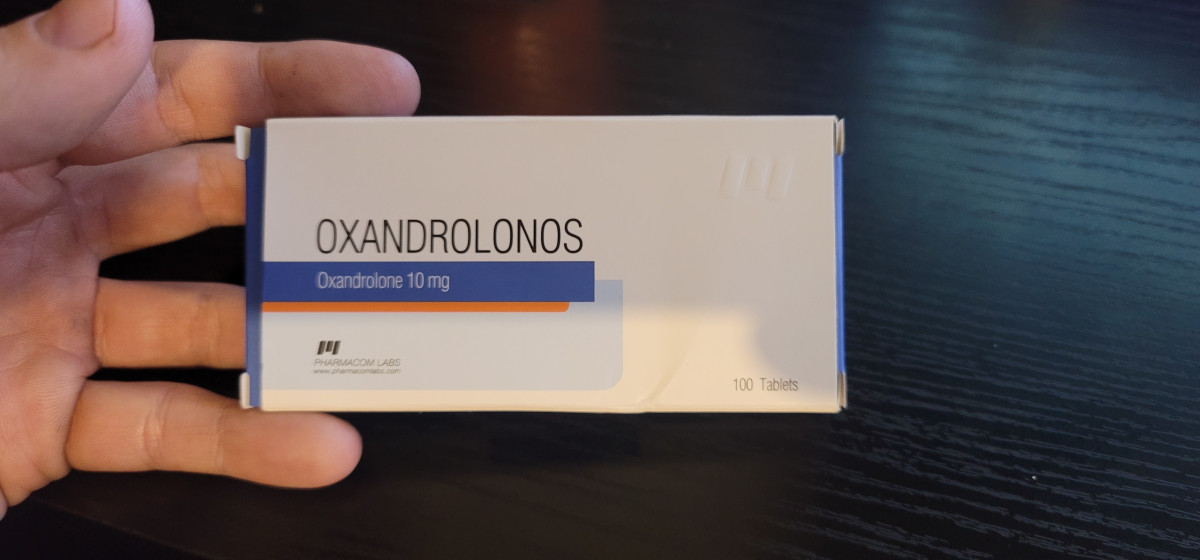 OXANDROLONOS
Oxandrolone 10 mg
PHARMACOM LABS
www.pharmacomlabs.com
100 Tablets